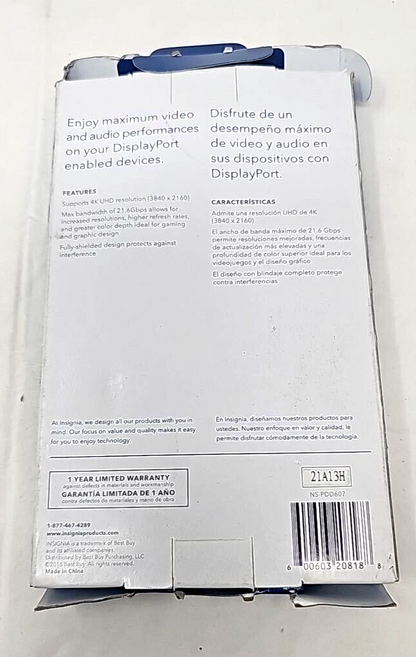 Enjoy maximum video
and audio performances
on your DisplayPort
enabled devices.
FEATURES
Supports 4K UHD resolution (3840 x 2160)
Max bandwidth of 21.6Gbps allows for
increased resolutions, higher refresh rates,
and greater color depth ideal for gaming
and graphic design
Fully-shielded design protects against
interference
Disfrute de un
desempeño máximo
de video y audio en
sus dispositivos con
DisplayPort.
CARACTERÍSTICAS
Admite una resolución UHD de 4K
(3840 x 2160)
El ancho de banda máximo de 21.6 Gbps
permite resoluciones mejoradas, frecuencias
de actualización más elevadas y una
profundidad de color superior ideal para los
videojuegos y el diseño gráfico
El diseño con blindaje completo protege
contra interferencias
At Insignia, we design all our products with you in
mind. Our focus on value and quality makes it easy
for you to enjoy technology.
En Insignia, diseñamos nuestros productos para
ustedes. Nuestro enfoque en valor y calidad, le
permite disfrutar cómodamente de la tecnología.
1 YEAR LIMITED WARRANTY
against defects in materials and workmanship
GARANTÍA LIMITADA DE 1 AÑO
contra defectos de materiales y mano de obra
21A13H
NS-PDD607
1-877-467-4289
www.insigniaproducts.com
INSIGNIA is a trademark of Best Buy
and its affiliated companies.
Distributed by Best Buy Purchasing, LLC
©2016 Best Buy. All rights reserved.
Made in China
6 00603 20818 8